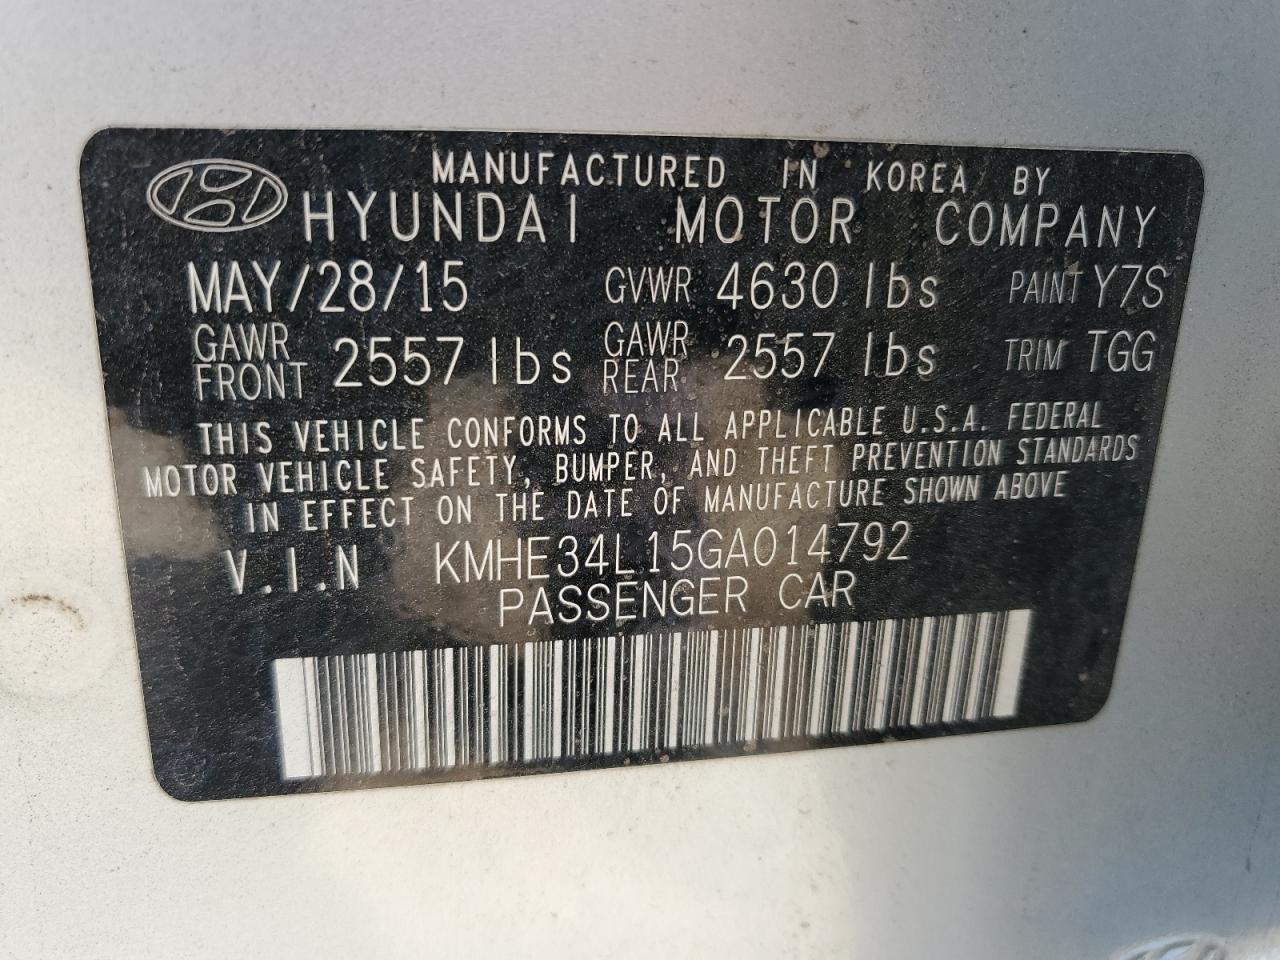 MANUFACTURED IN KOREA BY
HYUNDAI MOTOR COMPANY
MAY/28/15 GVWR 4630 lbs PAINT Y7S
GAWR FRONT 2557 lbs GAWR REAR 2557 lbs TRIM TGG
THIS VEHICLE CONFORMS TO ALL APPLICABLE U.S.A. FEDERAL
MOTOR VEHICLE SAFETY, BUMPER, AND THEFT PREVENTION STANDARDS
IN EFFECT ON THE DATE OF MANUFACTURE SHOWN ABOVE
V.I.N KMHE34L15GA014792
PASSENGER CAR